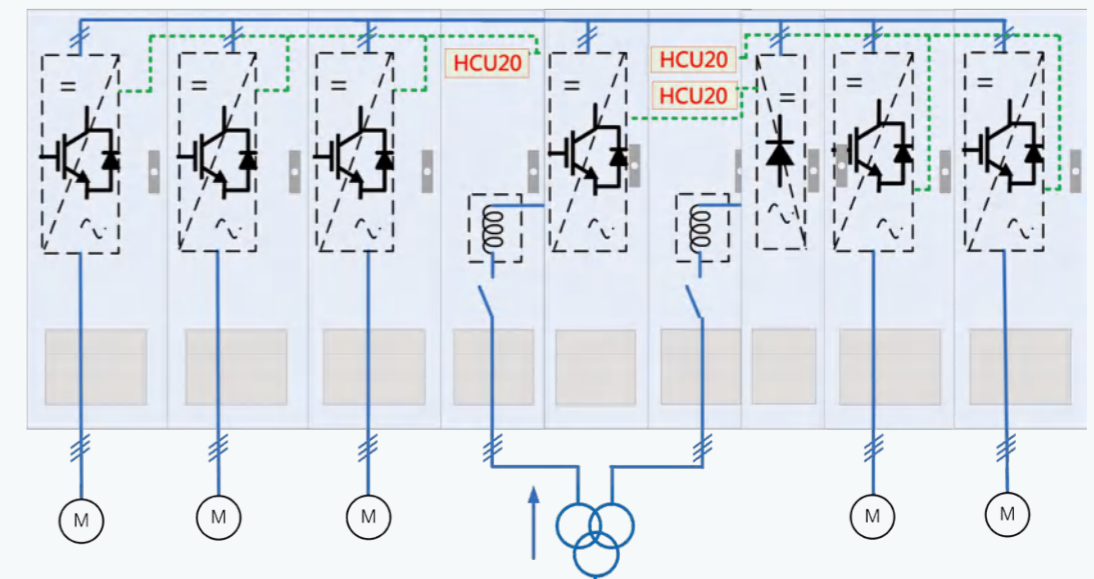 HCU20
HCU20
HCU20
=
=
=
=
=
=
=
~
~
~
~
~
~
~
M
M
M
M
M